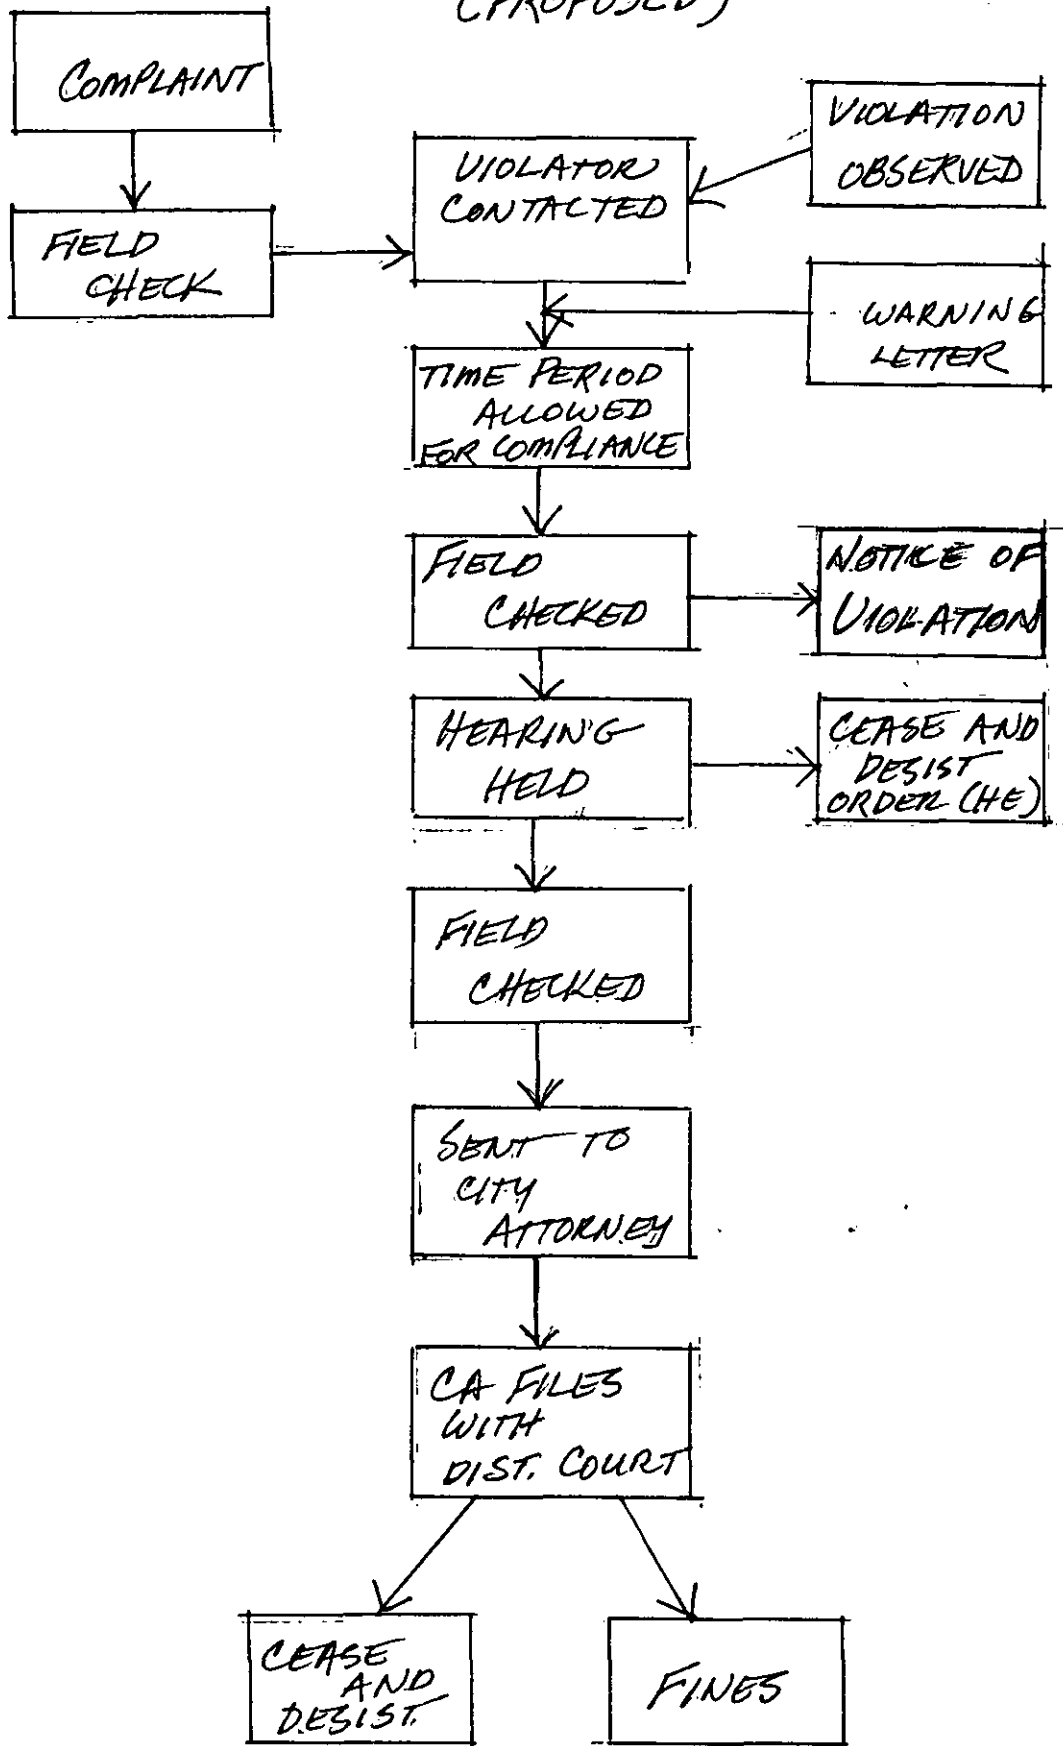 (PROPOSED)
COMPLAINT
VIOLATION
OBSERVED
VIOLATOR
CONTACTED
FIELD
CHECK
WARNING
LETTER
TIME PERIOD
ALLOWED
FOR COMPLIANCE
FIELD
CHECKED
NOTICE OF
VIOLATION
HEARING
HELD
CEASE AND
DESIST
ORDER (HE)
FIELD
CHECKED
SENT TO
CITY
ATTORNEY
CA FILES
WITH
DIST. COURT
CEASE
AND
DESIST.
FINES